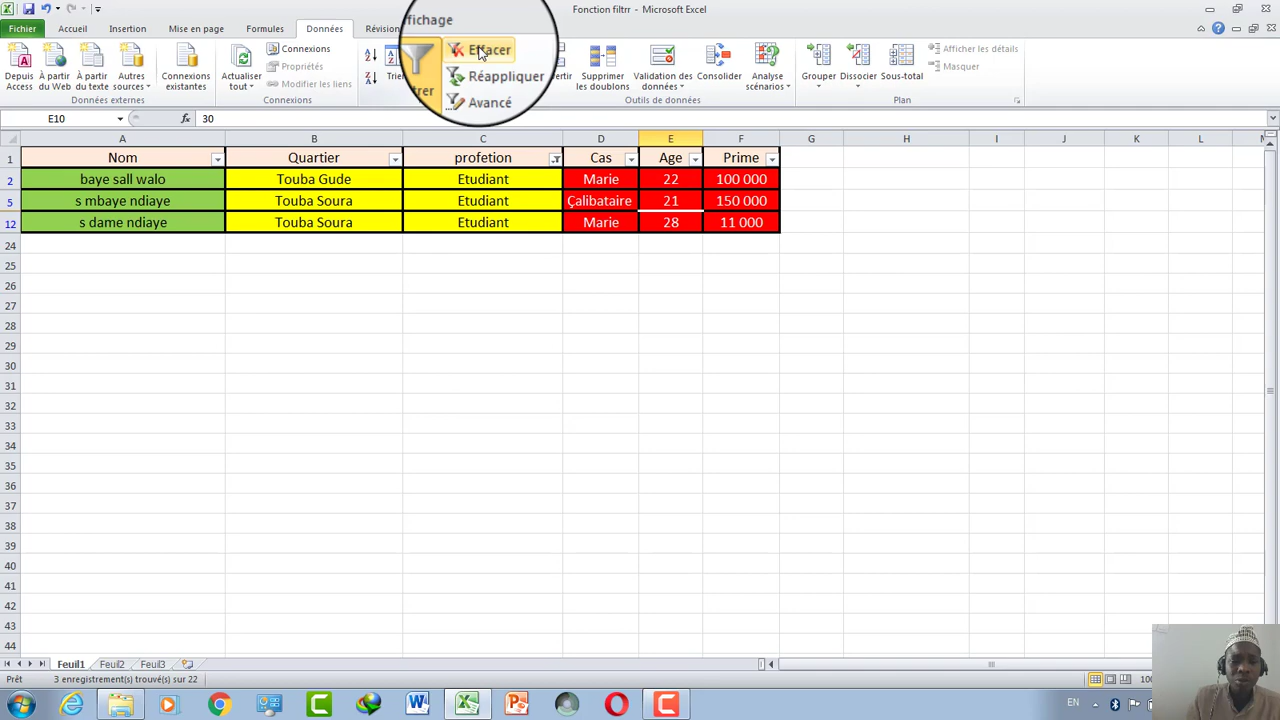 Fonction filtrr - Microsoft Excel
Fichier Accueil Insertion Mise en page Formules Données Révision ffichage
Depuis Access
À partir du Web
À partir du texte
Autres sources
Connexions existantes
Données externes
Actualiser tout
Connexions
Propriétés
Modifier les liens
Connexions
Trier
trer
Effacer
Réappliquer
Avancé
ertir
Supprimer les doublons
Validation des données
Consolider
Analyse scénarios
Outils de données
Grouper
Dissocier
Sous-total
Afficher les détails
Masquer
Plan
E10 fx 30
A B C D E F G H I J K L
1 Nom Quartier profetion Cas Age Prime
2 baye sall walo Touba Gude Etudiant Marie 22 100 000
5 s mbaye ndiaye Touba Soura Etudiant Çalibataire 21 150 000
12 s dame ndiaye Touba Soura Etudiant Marie 28 11 000
24
25
26
27
28
29
30
31
32
33
34
35
36
37
38
39
40
41
42
43
44
Feuil1 Feuil2 Feuil3
Prêt 3 enregistrement(s) trouvé(s) sur 22
EN